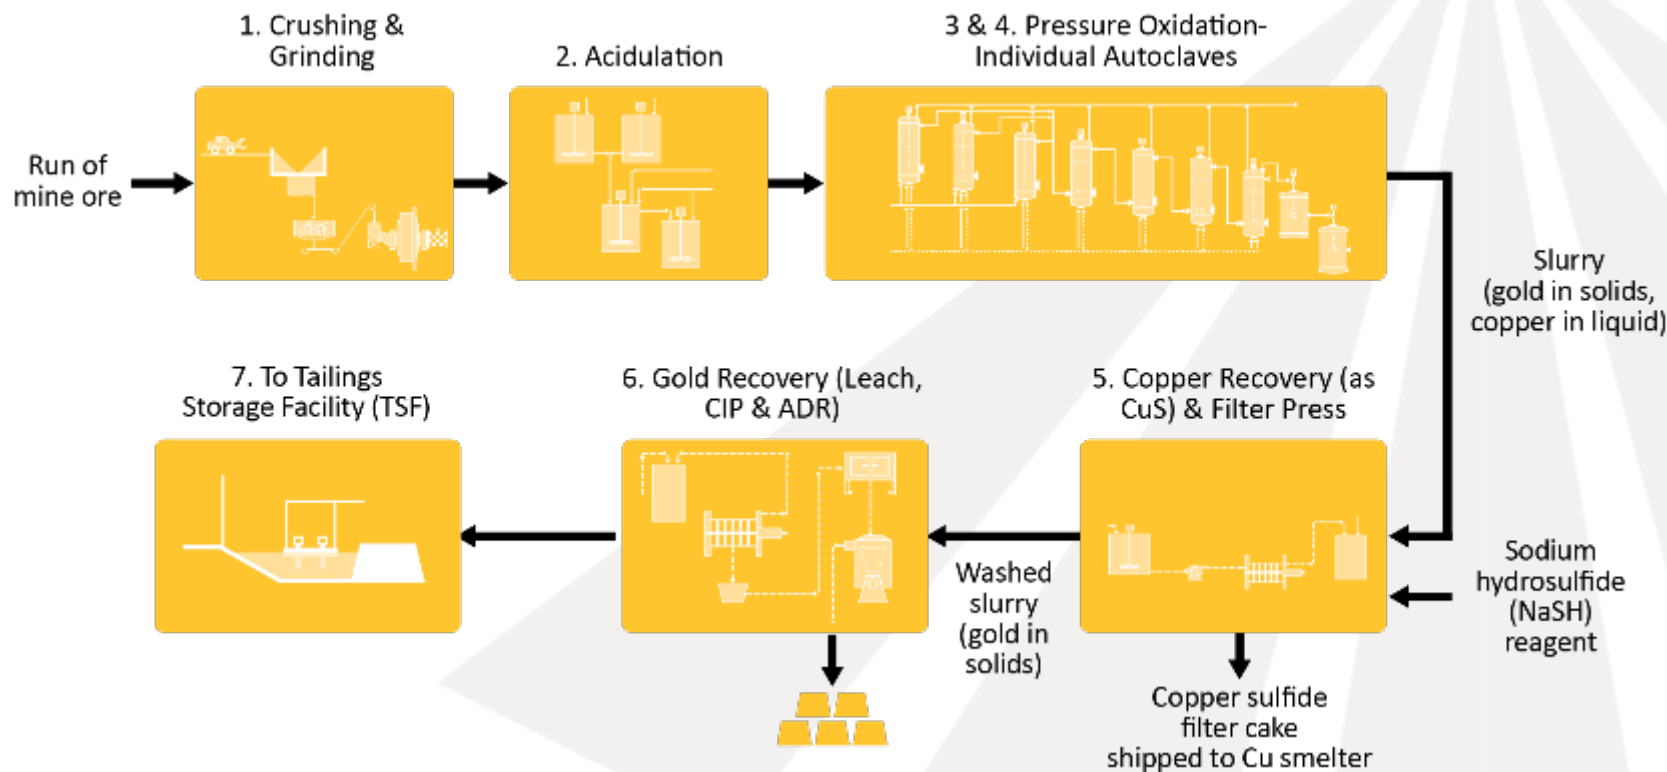 1. Crushing &
Grinding
2. Acidulation
3 & 4. Pressure Oxidation-
Individual Autoclaves
Run of
mine ore
Slurry
(gold in solids,
copper in liquid)
5. Copper Recovery (as
CuS) & Filter Press
6. Gold Recovery (Leach,
CIP & ADR)
7. To Tailings
Storage Facility (TSF)
Sodium
hydrosulfide
(NaSH)
reagent
Washed
slurry
(gold in
solids)
Copper sulfide
filter cake
shipped to Cu smelter